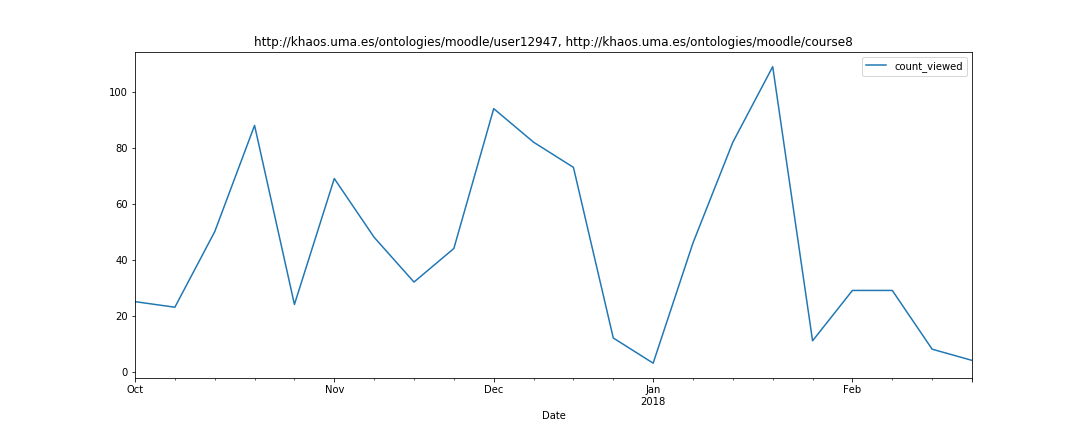 http://khaos.uma.es/ontologies/moodle/user12947, http://khaos.uma.es/ontologies/moodle/course8
count_viewed
100
80
60
40
20
0
Oct Nov Dec Jan Feb
2018
Date